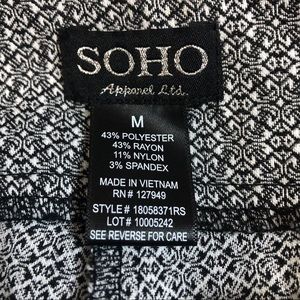 SOHO
Apparel Ltd.
M
43% POLYESTER
43% RAYON
11% NYLON
3% SPANDEX
MADE IN VIETNAM
RN# 127949
STYLE# 18058371RS
LOT# 10005242
SEE REVERSE FOR CARE